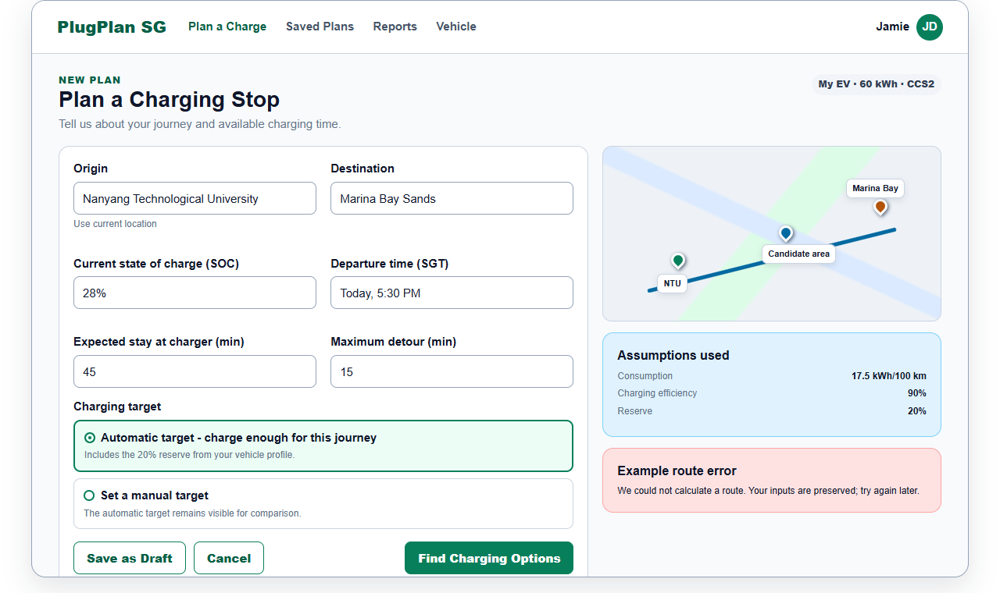 PlugPlan SG
Plan a Charge
Saved Plans
Reports
Vehicle
Jamie
JD
NEW PLAN
Plan a Charging Stop
Tell us about your journey and available charging time.
My EV · 60 kWh · CCS2
Origin
Nanyang Technological University
Use current location
Destination
Marina Bay Sands
Current state of charge (SOC)
28%
Departure time (SGT)
Today, 5:30 PM
Expected stay at charger (min)
45
Maximum detour (min)
15
Charging target
Automatic target - charge enough for this journey
Includes the 20% reserve from your vehicle profile.
Set a manual target
The automatic target remains visible for comparison.
Save as Draft
Cancel
Find Charging Options
Marina Bay
Candidate area
NTU
Assumptions used
Consumption 17.5 kWh/100 km
Charging efficiency 90%
Reserve 20%
Example route error
We could not calculate a route. Your inputs are preserved; try again later.